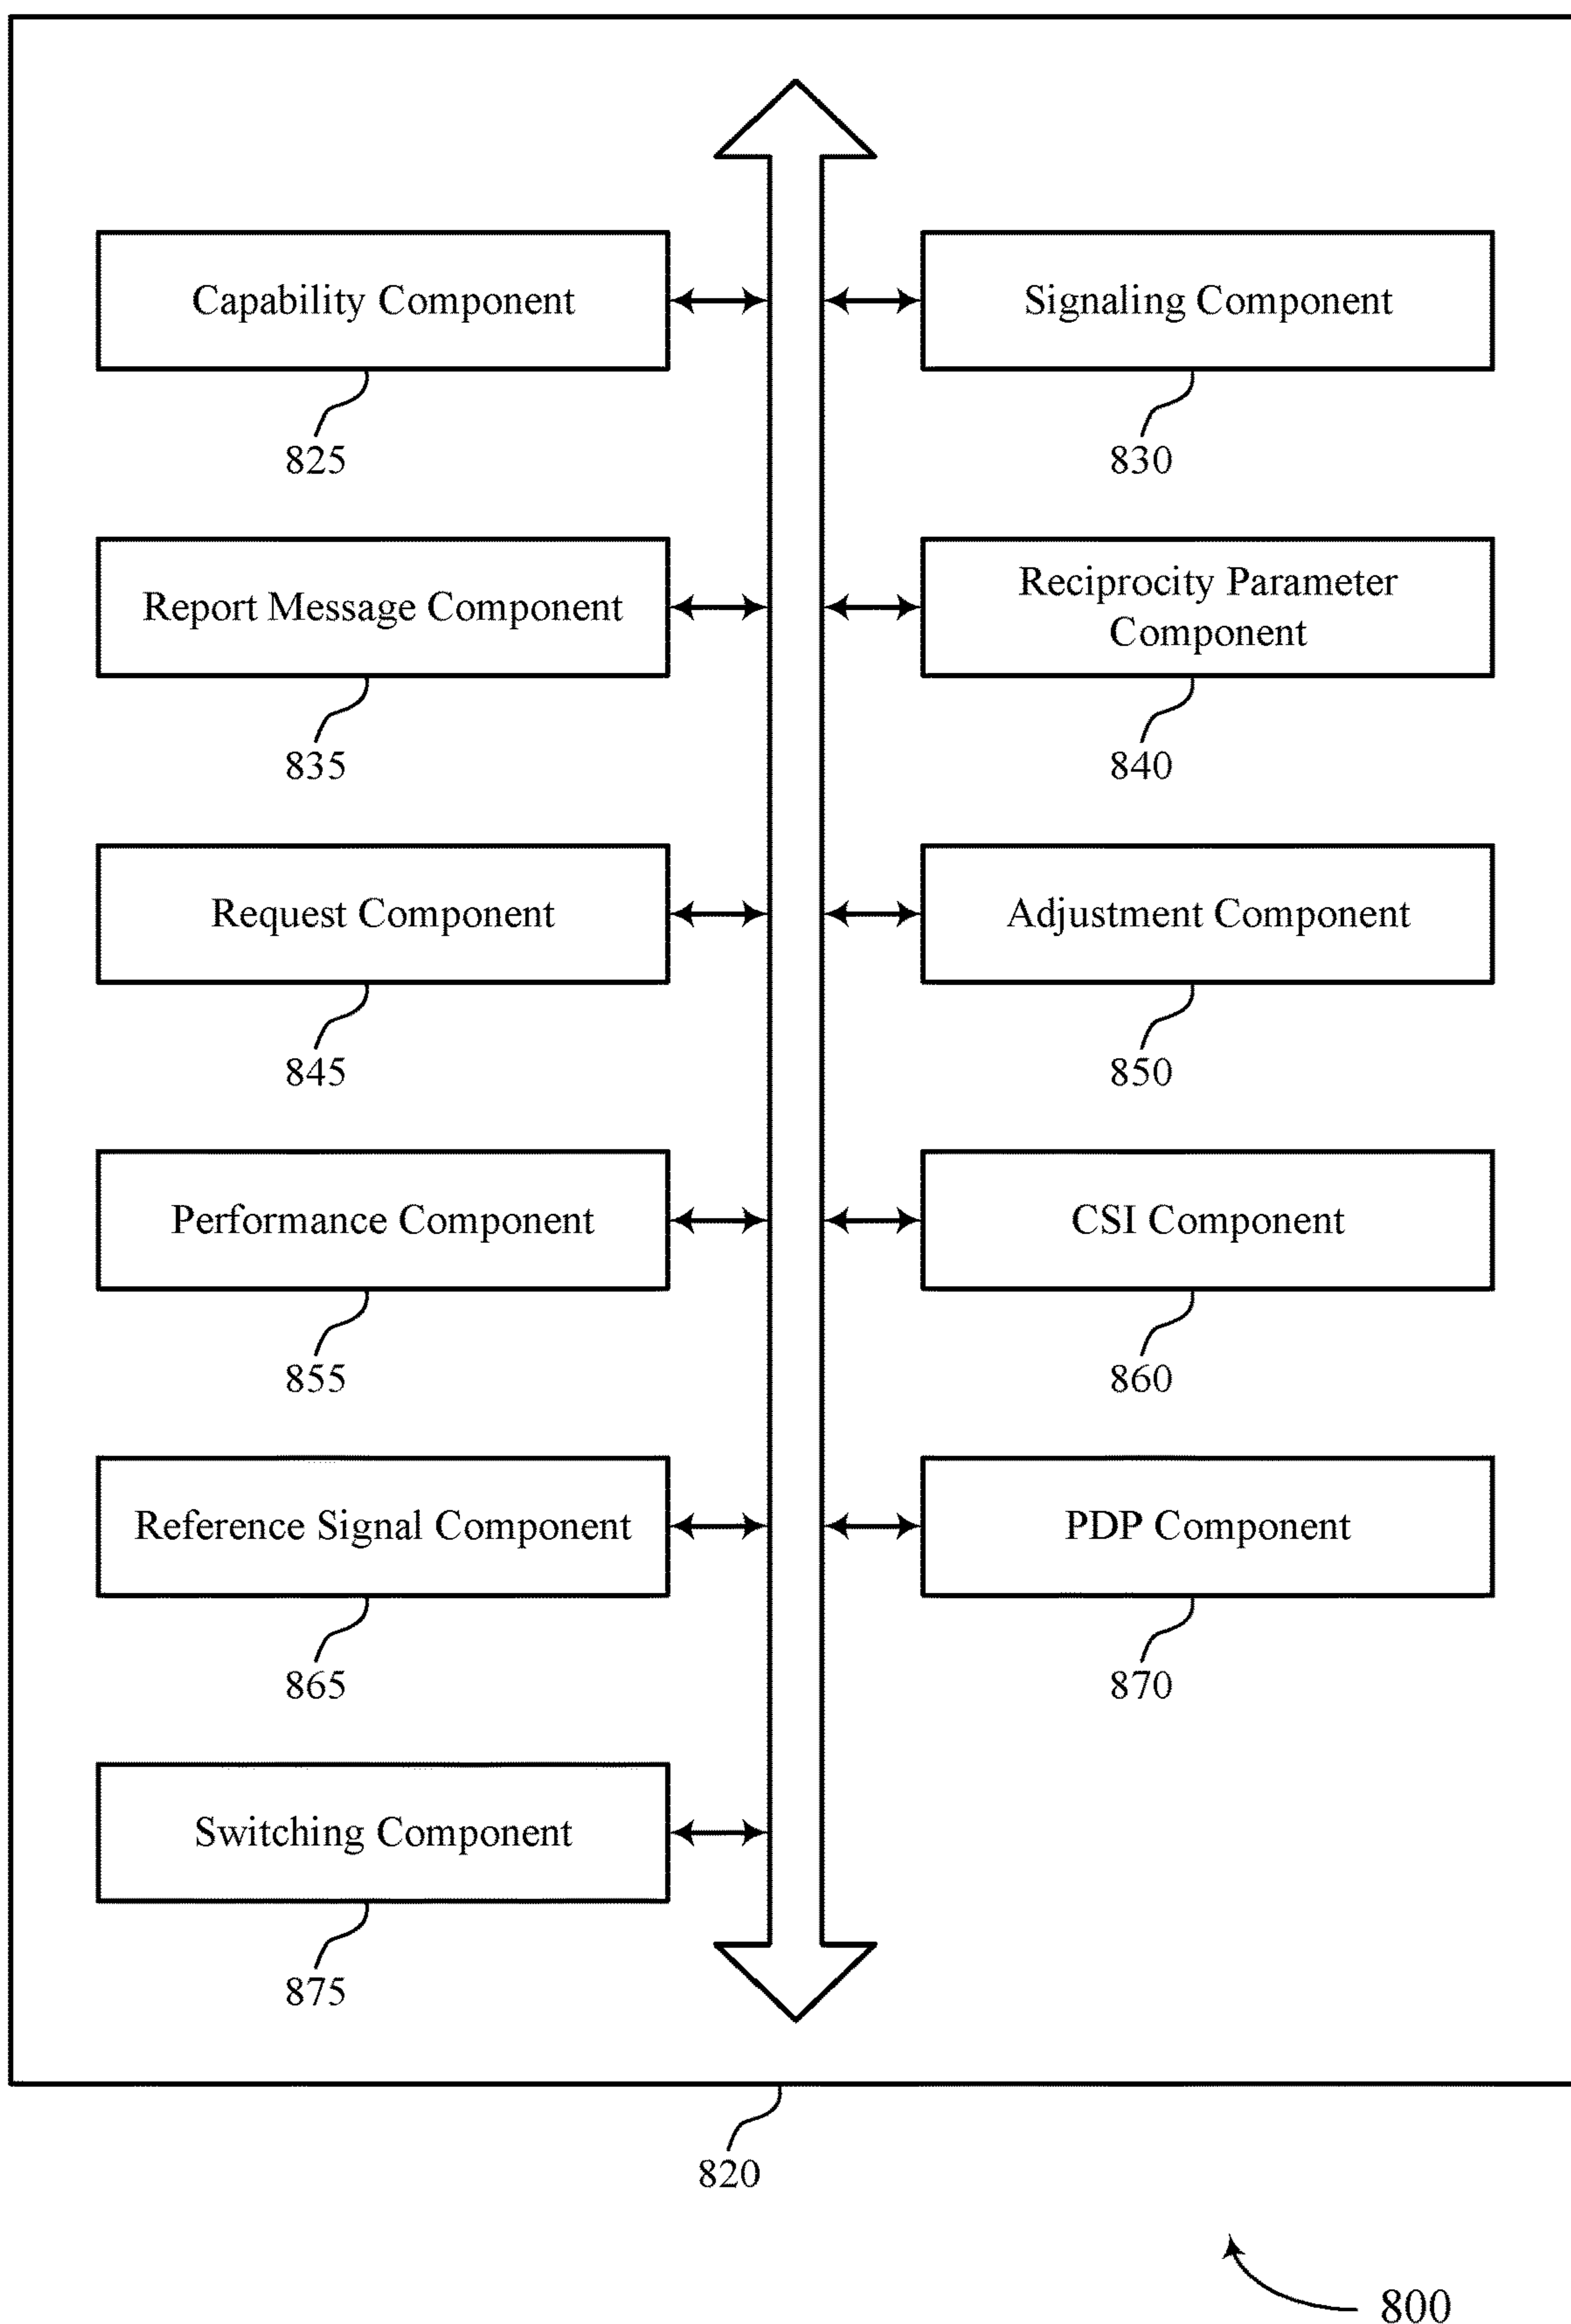 Capability Component
Signaling Component
825
830
Report Message Component
Reciprocity Parameter
Component
835
840
Request Component
Adjustment Component
845
850
Performance Component
CSI Component
855
860
Reference Signal Component
PDP Component
865
870
Switching Component
875
820
800